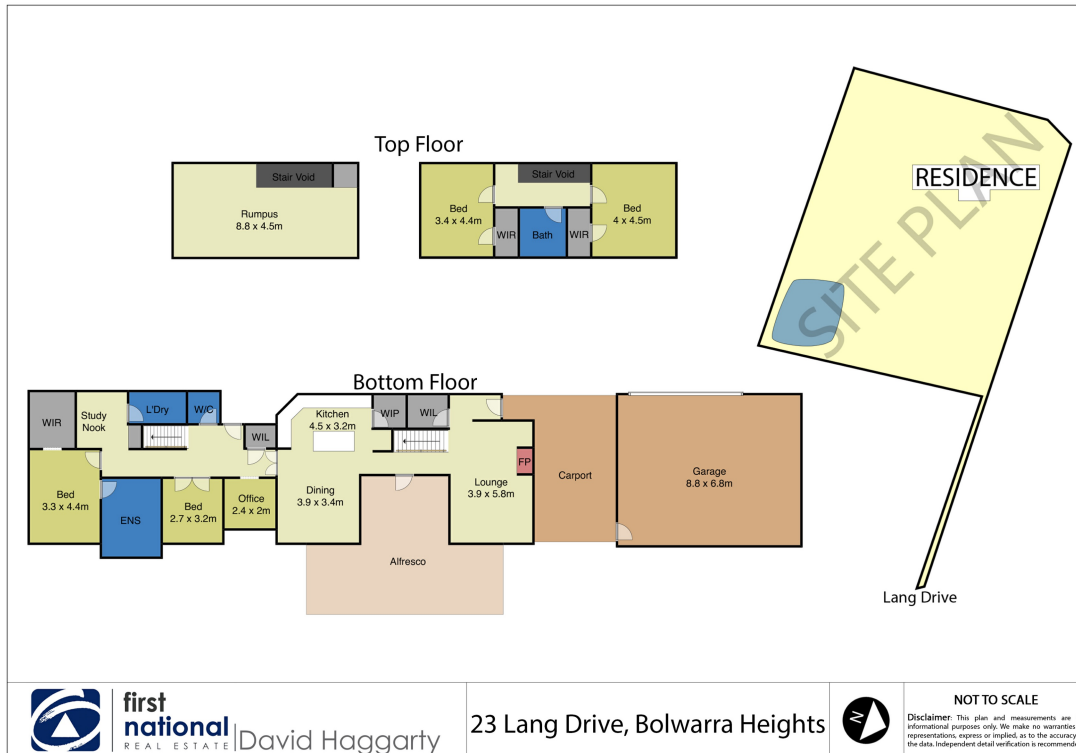 Top Floor
Stair Void
Rumpus
8.8 x 4.5m
Stair Void
Bed
3.4 x 4.4m
WIR
Bath
WIR
Bed
4 x 4.5m
SITE PLAN
RESIDENCE
Lang Drive
Bottom Floor
WIR
Study
Nook
L'Dry
W/C
WIL
Kitchen
4.5 x 3.2m
WIP
WIL
Bed
3.3 x 4.4m
ENS
Bed
2.7 x 3.2m
Office
2.4 x 2m
Dining
3.9 x 3.4m
Lounge
3.9 x 5.8m
FP
Alfresco
Carport
Garage
8.8 x 6.8m
first
national
REAL ESTATE
David Haggarty
23 Lang Drive, Bolwarra Heights
N
NOT TO SCALE
Disclaimer: This plan and measurements are
informational purposes only. We make no warranties
representations, express or implied, as to the accuracy
the data. Independent detail verification is recommende